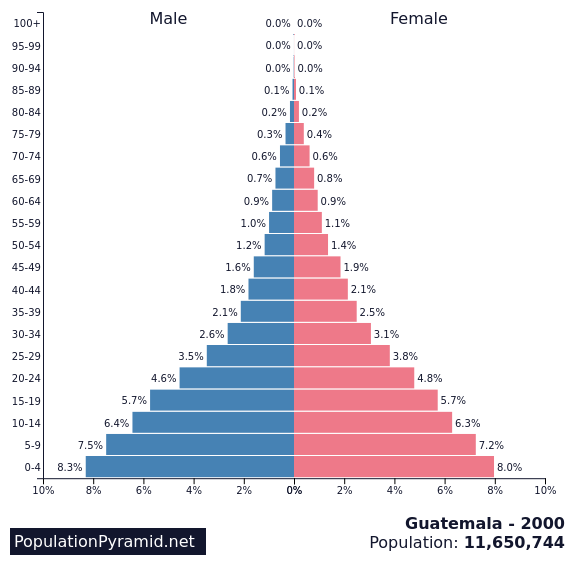 Male Female
100+ 0.0% 0.0%
95-99 0.0% 0.0%
90-94 0.0% 0.0%
85-89 0.1% 0.1%
80-84 0.2% 0.2%
75-79 0.3% 0.4%
70-74 0.6% 0.6%
65-69 0.7% 0.8%
60-64 0.9% 0.9%
55-59 1.0% 1.1%
50-54 1.2% 1.4%
45-49 1.6% 1.9%
40-44 1.8% 2.1%
35-39 2.1% 2.5%
30-34 2.6% 3.1%
25-29 3.5% 3.8%
20-24 4.6% 4.8%
15-19 5.7% 5.7%
10-14 6.4% 6.3%
5-9 7.5% 7.2%
0-4 8.3% 8.0%
10% 8% 6% 4% 2% 0% 2% 4% 6% 8% 10%
Guatemala - 2000
PopulationPyramid.net Population: 11,650,744